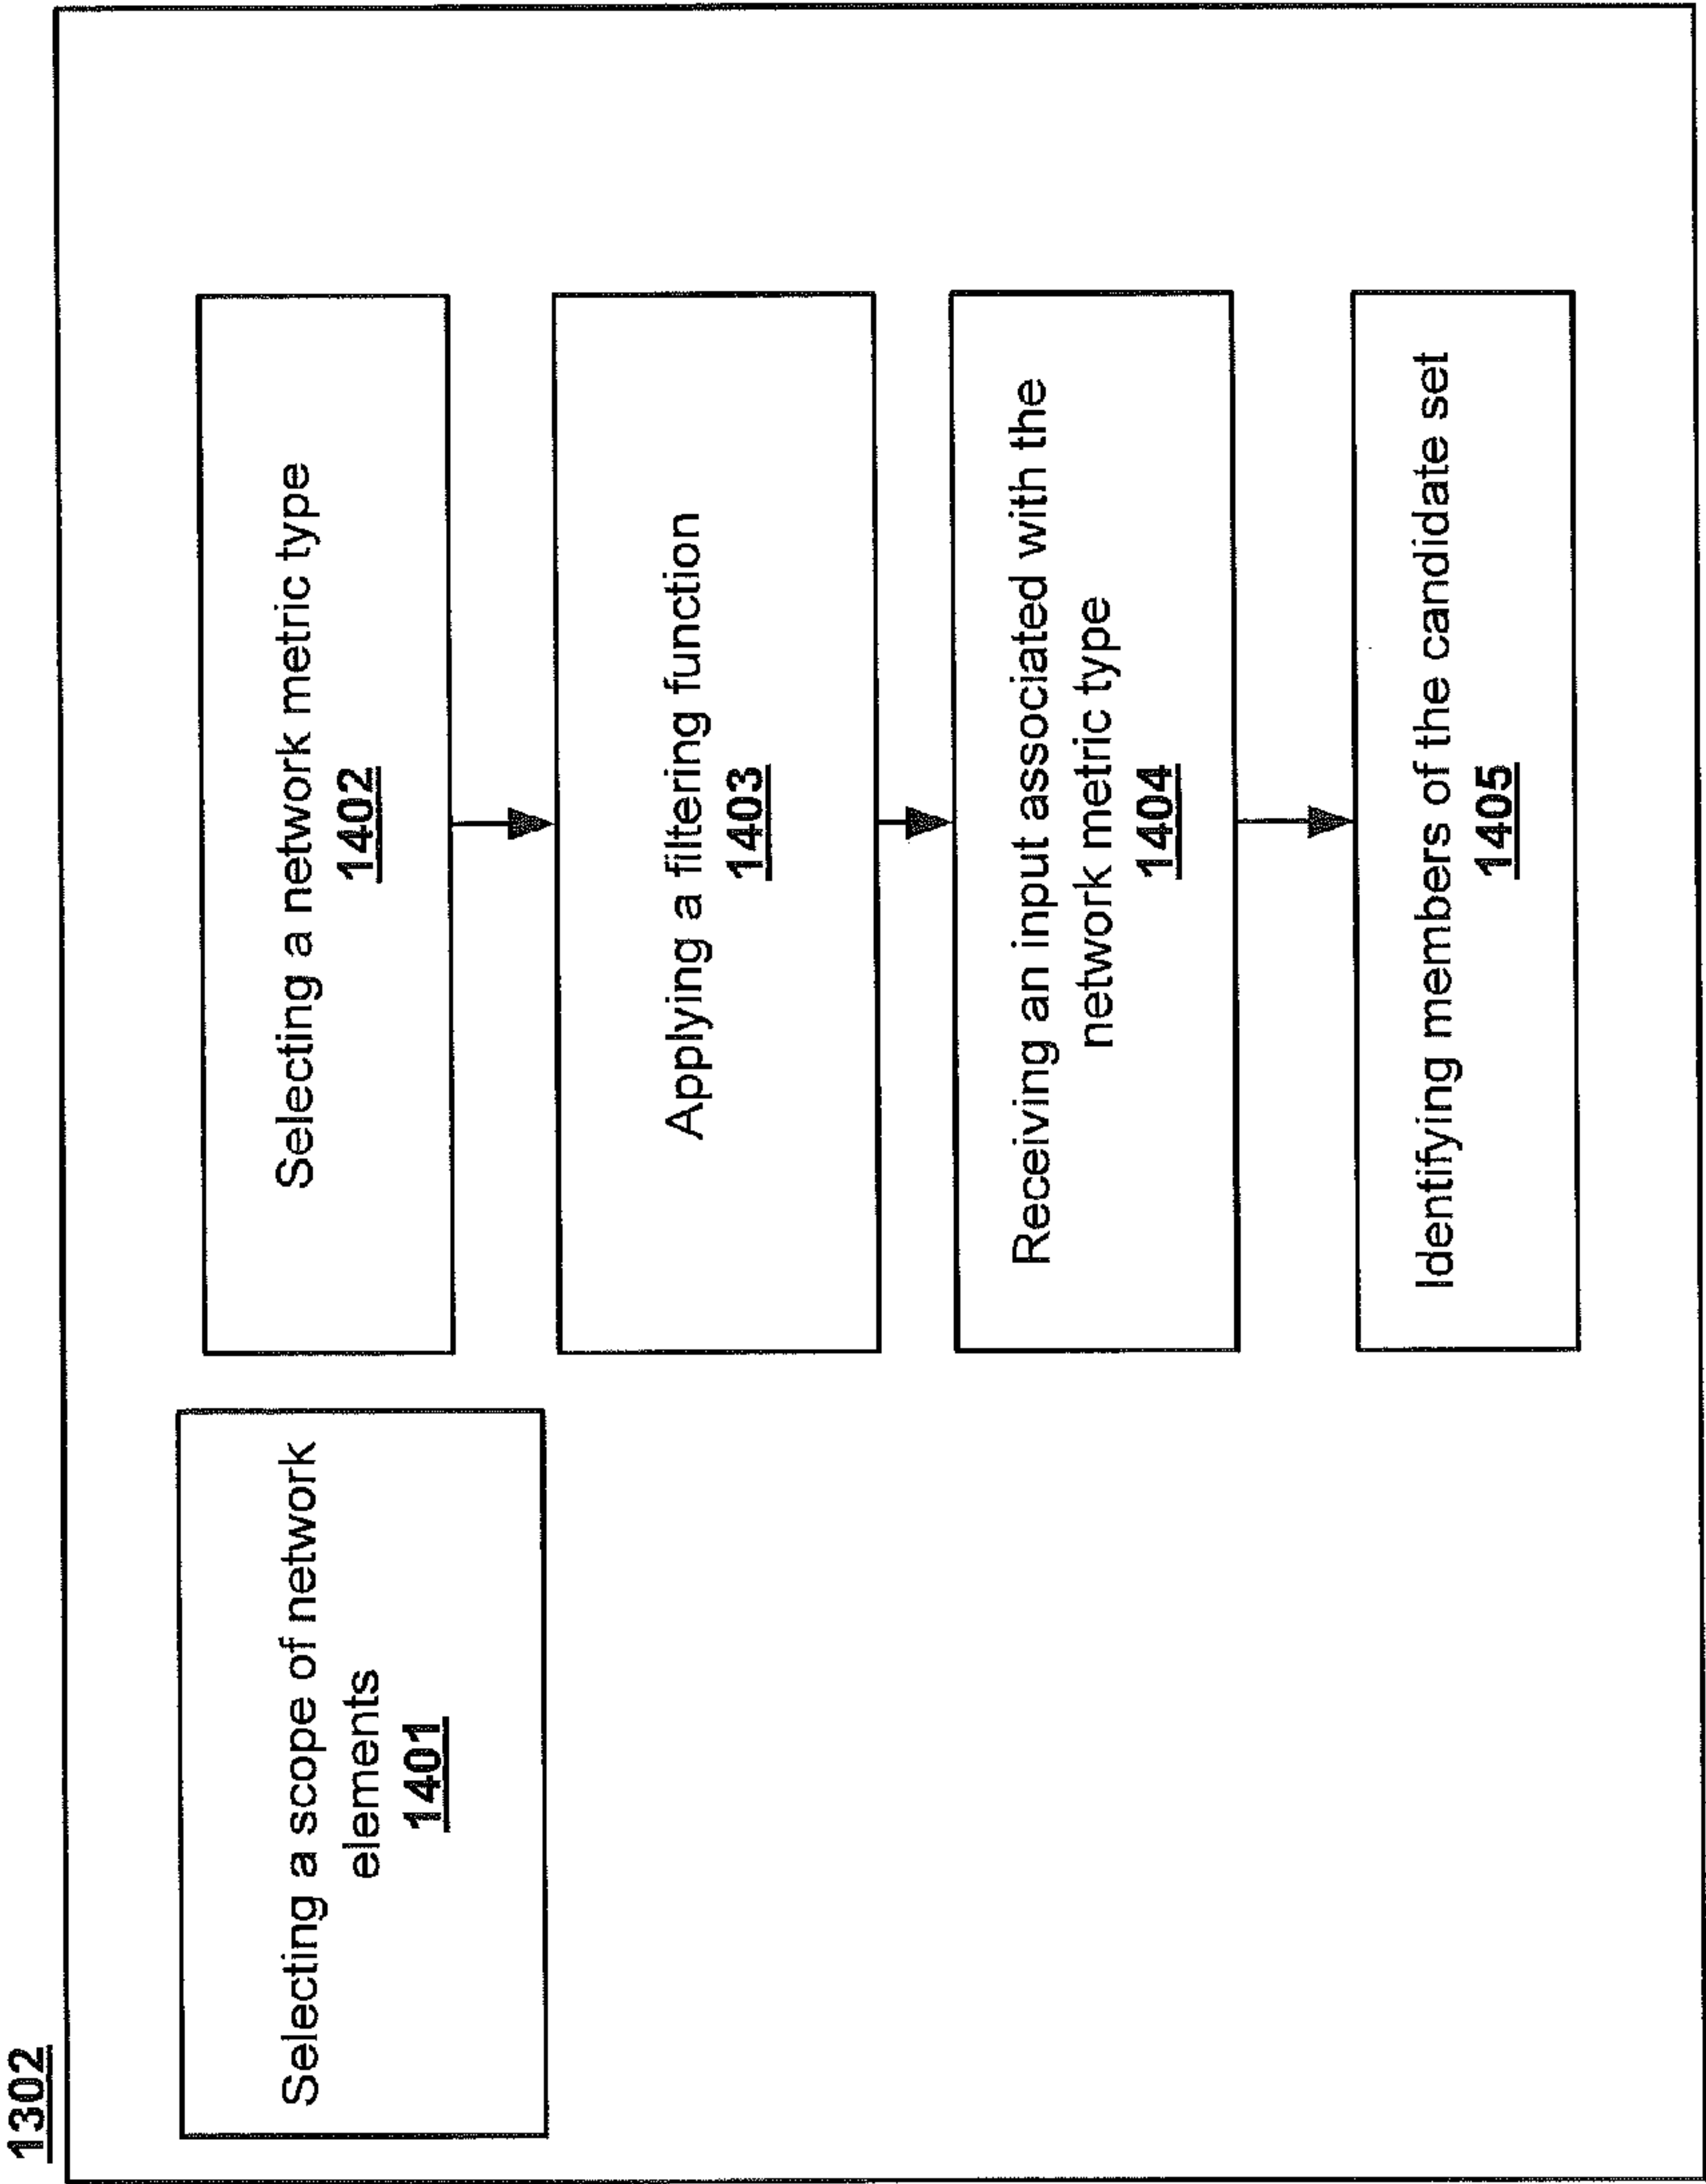 1302
Selecting a scope of network
elements
1401
Selecting a network metric type
1402
Applying a filtering function
1403
Receiving an input associated with the
network metric type
1404
Identifying members of the candidate set
1405